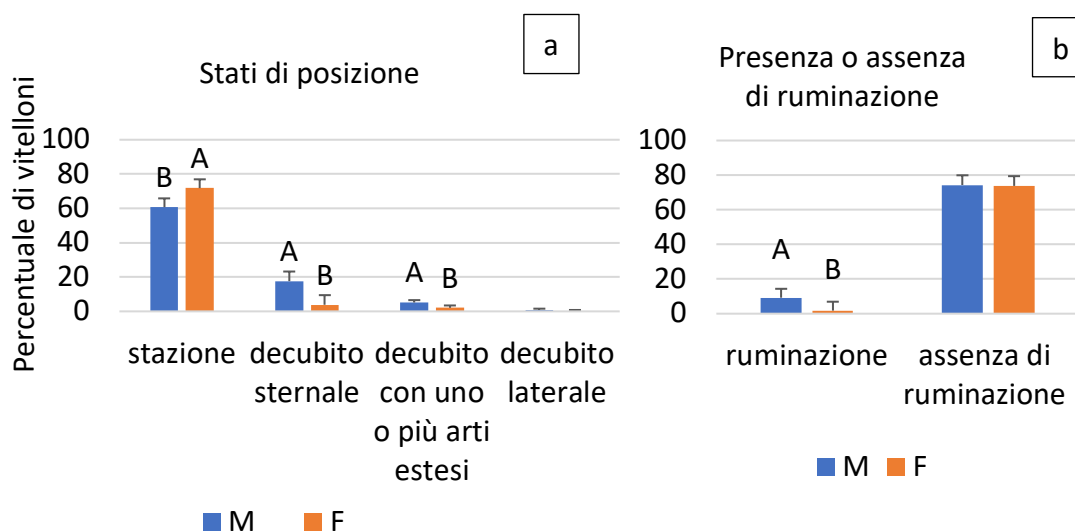 a
Stati di posizione
Percentuale di vitelloni
100
80
60
40
20
0
B
A
A
B
A
B
stazione
decubito
sternale
decubito
con uno
o più arti
estesi
decubito
laterale
M F
b
Presenza o assenza
di ruminazione
100
80
60
40
20
0
A
B
ruminazione
assenza di
ruminazione
M F